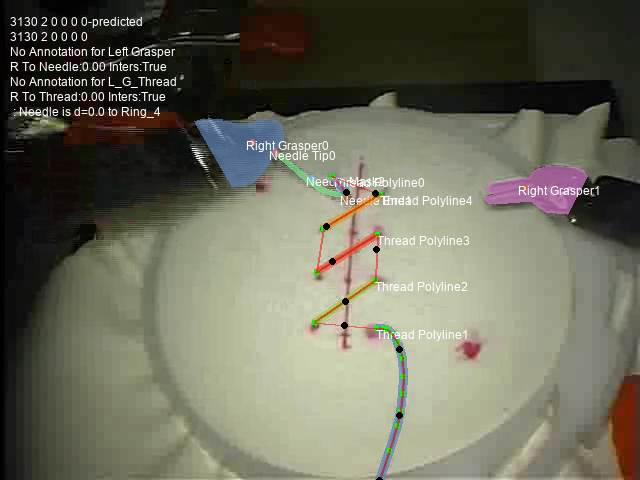 3130 2 0 0 0 0-predicted
3130 2 0 0 0 0
No Annotation for Left Grasper
R To Needle:0.00 Inters:True
No Annotation for L_G_Thread
R To Thread:0.00 Inters:True
: Needle is d=0.0 to Ring_4
Right Grasper0
Needle Tip0
Polyline0
Right Grasper1
Thread Polyline4
Thread Polyline3
Thread Polyline2
Thread Polyline1